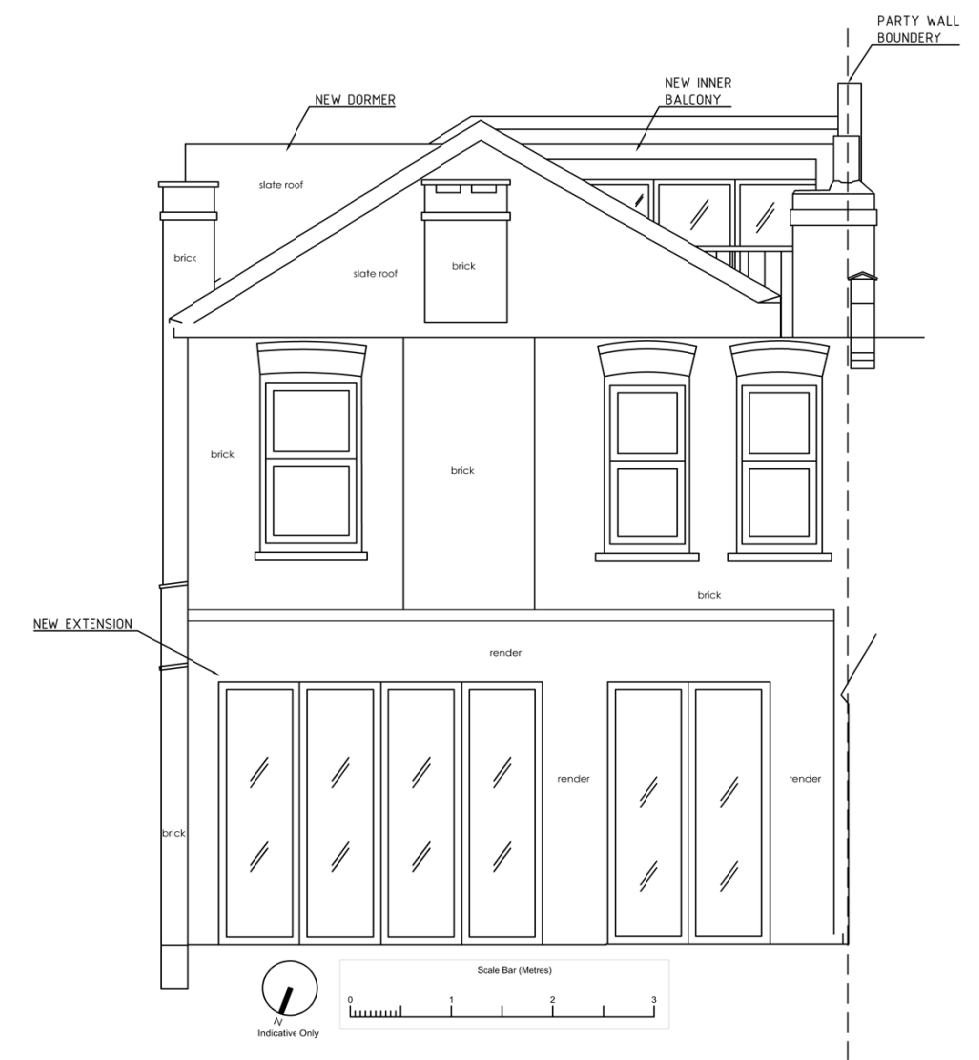 PARTY WALL
BOUNDERY
NEW INNER
BALCONY
NEW DORMER
slate roof
brick
slate roof
brick
brick
brick
brick
NEW EXTENSION
render
render
render
brick
Scale Bar (Metres)
0 1 2 3
N
Indicative Only